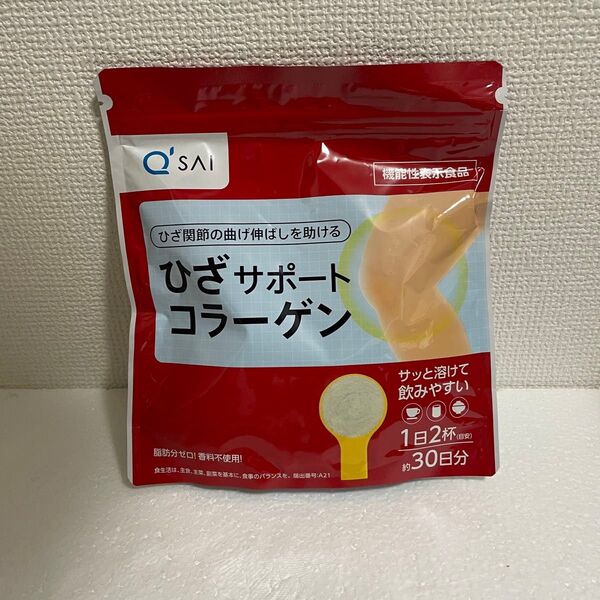 Q'SAI
機能性表示食品
ひざ関節の曲げ伸ばしを助ける
ひざサポート
コラーゲン
サッと溶けて
飲みやすい
1日2杯(目安)
約30日分
脂肪分ゼロ!香料不使用!
食生活は、主食、主菜、副菜を基本に、食事のバランスを。届出番号:A21